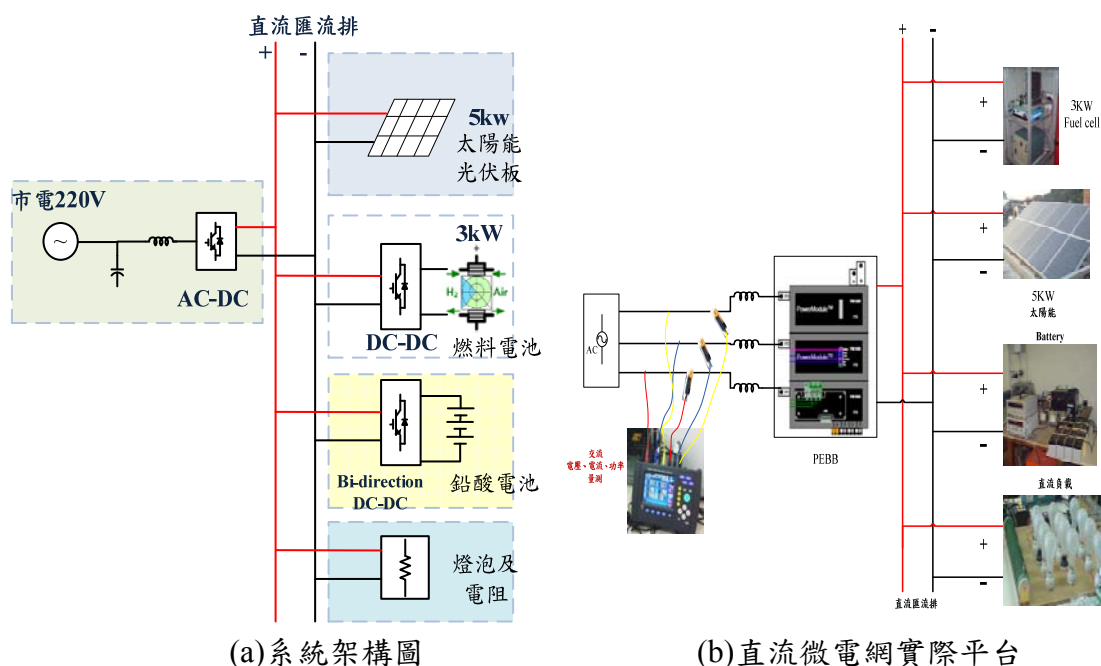 直流匯流排
+ -
5kw
太陽能
光伏板
市電220V
~
AC-DC
3kW
+
H₂ Air
DC-DC
燃料電池
Bi-direction
DC-DC
鉛酸電池
燈泡及
電阻
(a)系統架構圖
+ -
+
-
3KW
Fuel cell
+
-
5KW
太陽能
Battery
+
-
直流負載
+
-
直流匯流排
AC
PowerModule™
PowerModule™
PEBB
交流
電壓、電流、功率
量測
(b)直流微電網實際平台